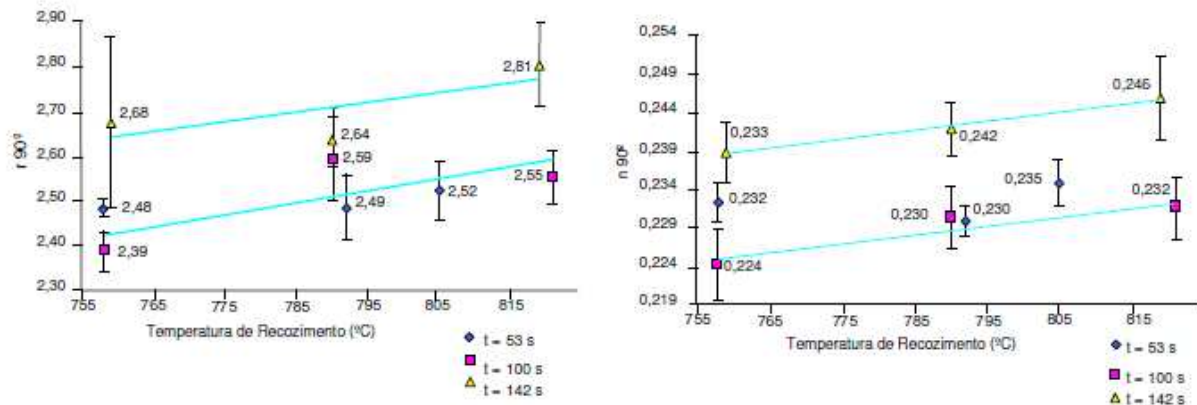 2,90
2,80
2,70
2,60
2,50
2,40
2,30
r 90º
2,68
2,48
2,39
2,64
2,59
2,49
2,52
2,81
2,55
755 765 775 785 795 805 815
Temperatura de Recozimento (ºC)
t = 53 s
t = 100 s
t = 142 s
0,254
0,249
0,244
0,239
0,234
0,229
0,224
0,219
n 90º
0,233
0,232
0,224
0,242
0,230
0,230
0,235
0,246
0,232
755 765 775 785 795 805 815
Temperatura de Recozimento (ºC)
t = 53 s
t = 100 s
t = 142 s